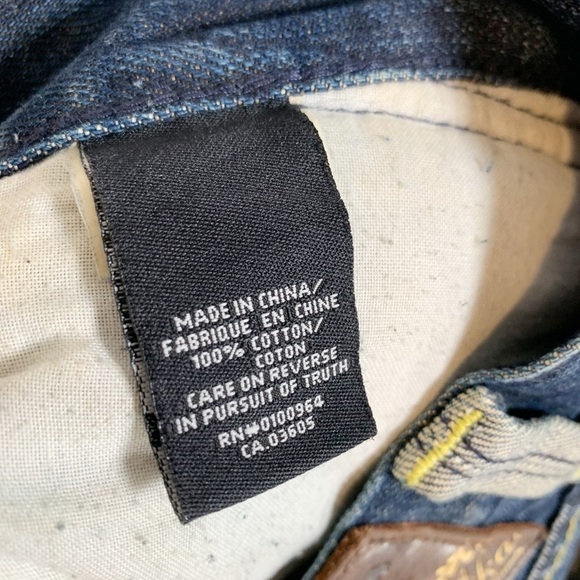 MADE IN CHINA/
FABRIQUE EN CHINE
100% COTTON/
COTON
CARE ON REVERSE
IN PURSUIT OF TRUTH
RN#0100964
CA.03605